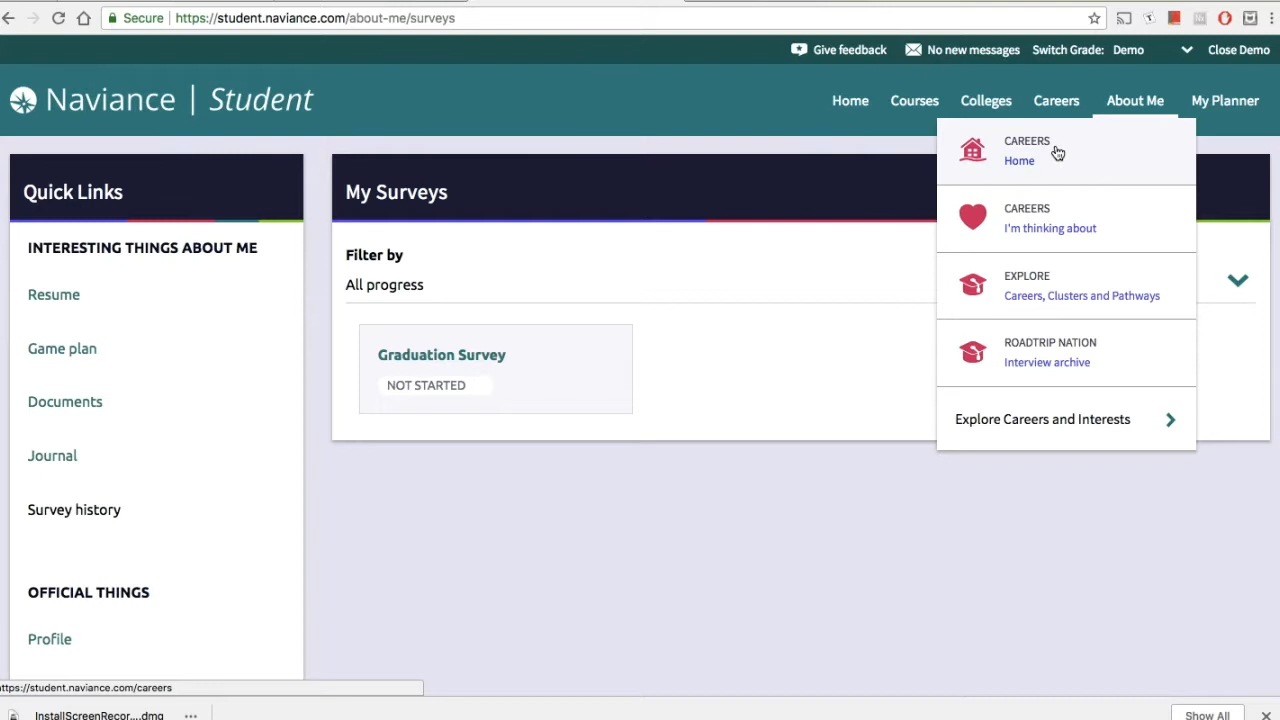 Secure
https://student.naviance.com/about-me/surveys
Give feedback
No new messages
Switch Grade:
Demo
Close Demo
Naviance | Student
Home
Courses
Colleges
Careers
About Me
My Planner
CAREERS
Home
CAREERS
I'm thinking about
EXPLORE
Careers, Clusters and Pathways
ROADTRIP NATION
Interview archive
Explore Careers and Interests
Quick Links
INTERESTING THINGS ABOUT ME
Resume
Game plan
Documents
Journal
Survey history
OFFICIAL THINGS
Profile
My Surveys
Filter by
All progress
Graduation Survey
NOT STARTED
ttps://student.naviance.com/careers
InstallScreenRecor....dmg
Show All